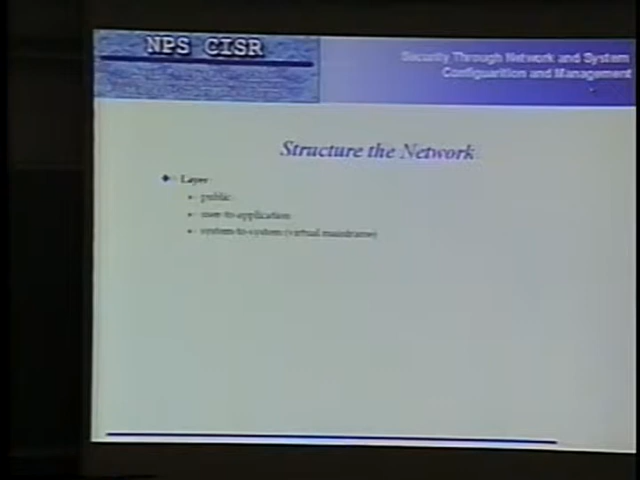 NPS CISR
Security Through Network and System
Configuartion and Management
Structure the Network
Layer
public
user-to-application
system-to-system (virtual mainframe)